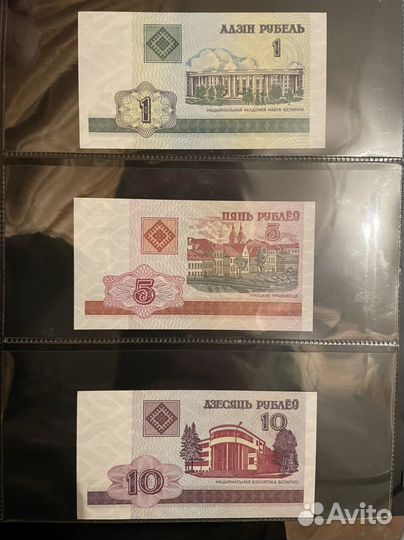 АДЗІН РУБЕЛЬ
1
НАЦЫЯНАЛЬНАЯ АКАДЭМІЯ НАВУК БЕЛАРУСІ
1
ПЯЦЬ РУБЛЁЎ
5
ТРАЕЦКАЕ ПРАДМЕСЦЕ
5
ДЗЕСЯЦЬ РУБЛЁЎ
10
НАЦЫЯНАЛЬНАЯ БІБЛІЯТЭКА БЕЛАРУСІ
10
Avito